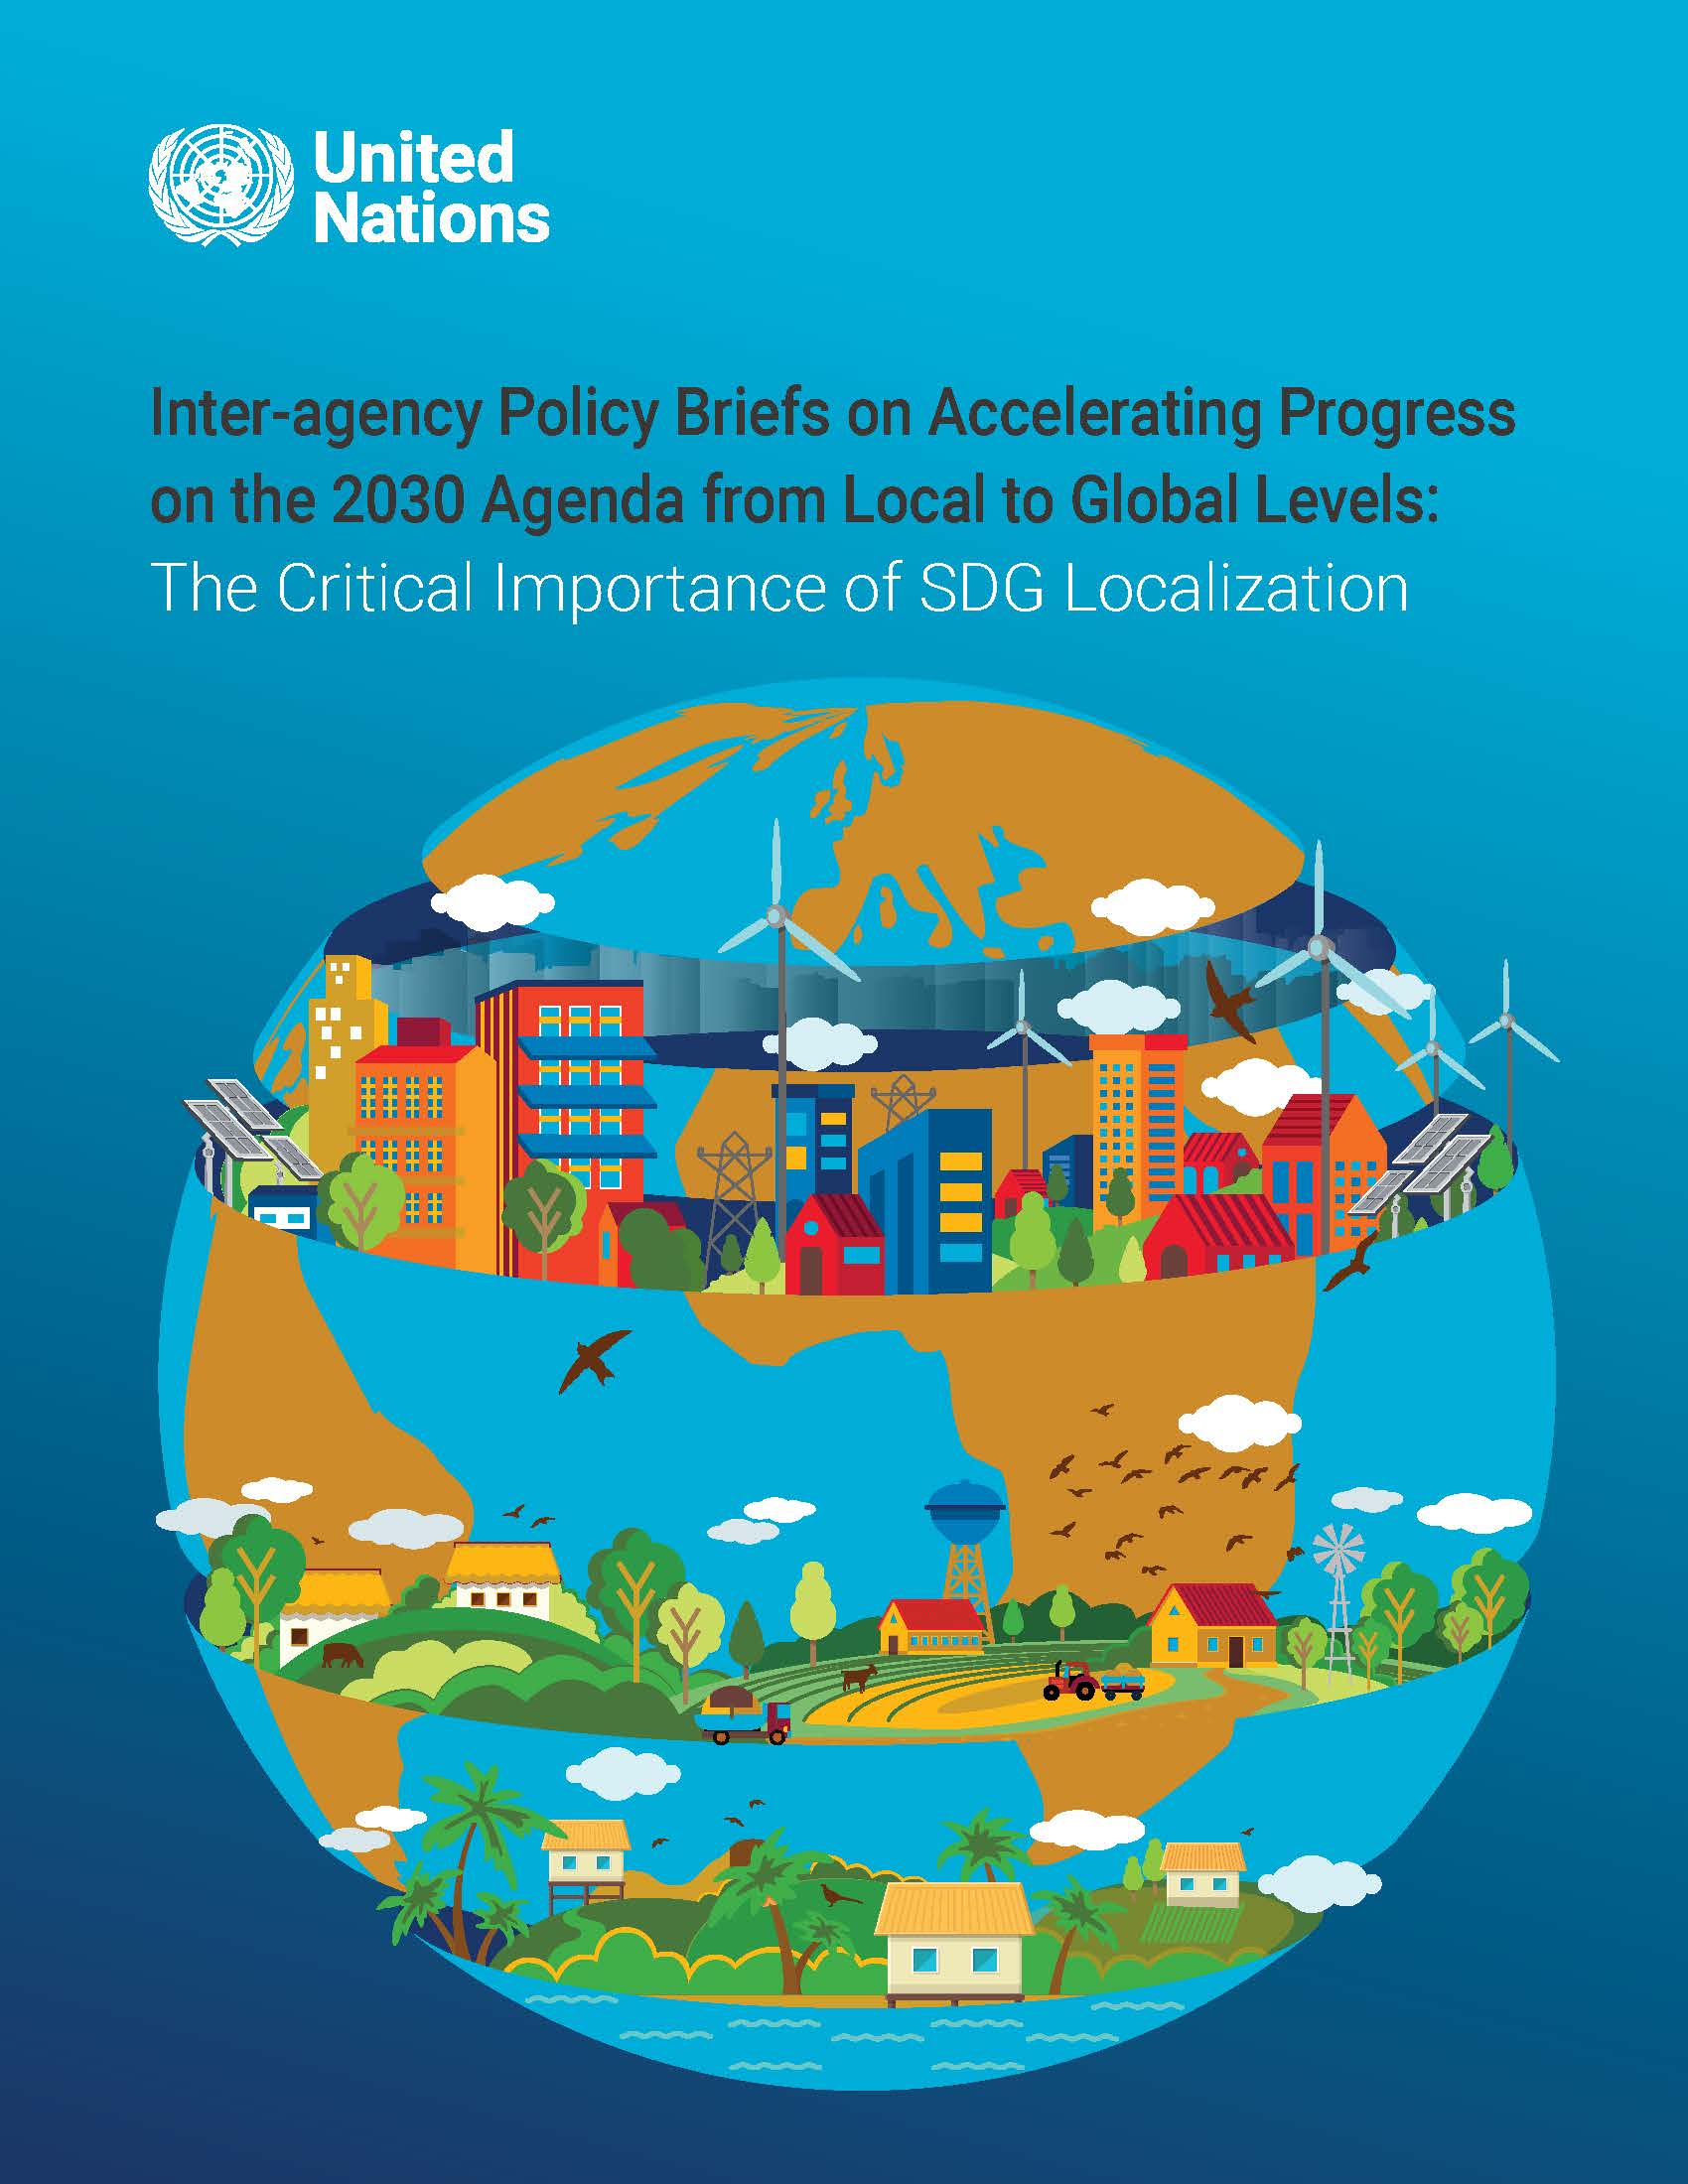 United
Nations
Inter-agency Policy Briefs on Accelerating Progress
on the 2030 Agenda from Local to Global Levels:
The Critical Importance of SDG Localization